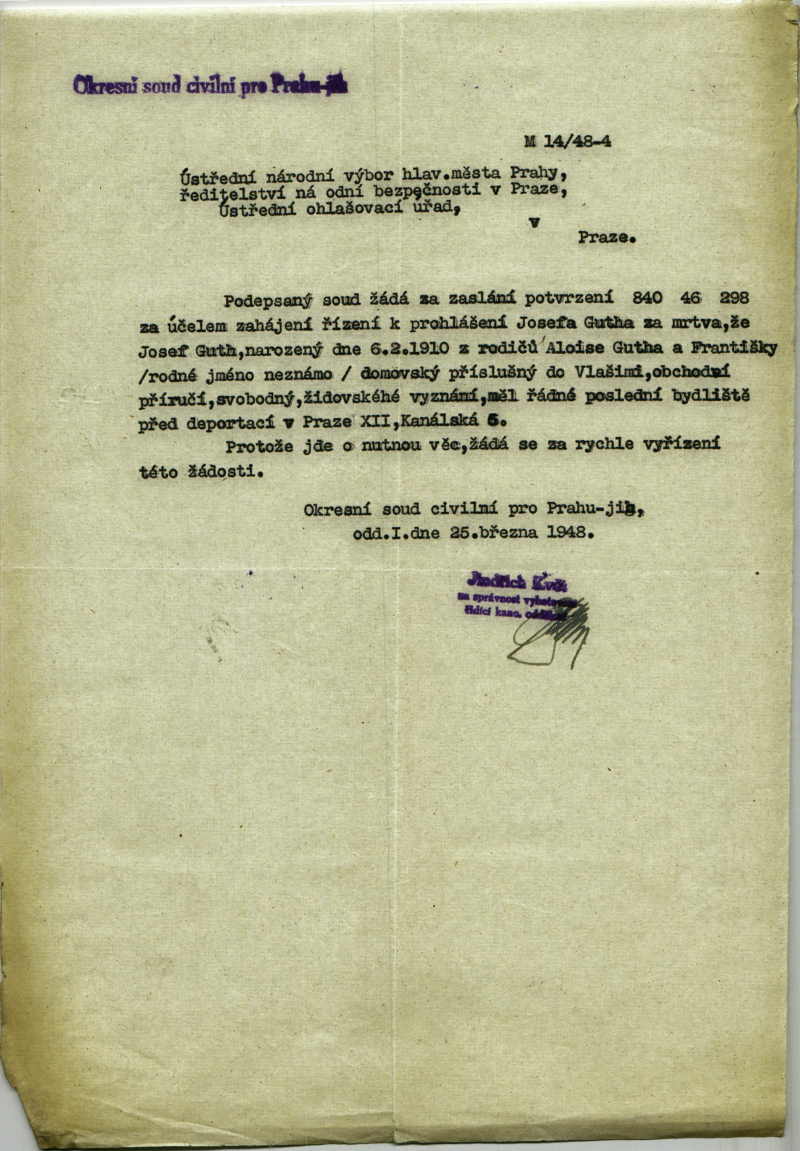 Okresní soud civilní pro Prahu-jih
M 14/48-4
Ústřední národní výbor hlav.města Prahy,
ředitelství ná odní bezpečnosti v Praze,
Ústřední ohlašovací úřad,
v
Praze.
Podepsaný soud žádá za zaslání potvrzení 840 46 298
za účelem zahájení řízení k prohlášení Josefa Gutha za mrtva,že
Josef Guth,narozený dne 6.2.1910 z rodičů Aloise Gutha a Františky
/rodné jméno neznámo / domovský příslušný do Vlašimi,obchodní
příručí,svobodný,židovskéhé vyznání,měl řádné poslední bydliště
před deportací v Praze XII,Kanálská 5.
Protože jde o nutnou věc,žádá se za rychle vyřízení
této žádosti.
Okresní soud civilní pro Prahu-jih,
odd.I.dne 25.března 1948.
Jindřich
za správnost
řídící kanc.